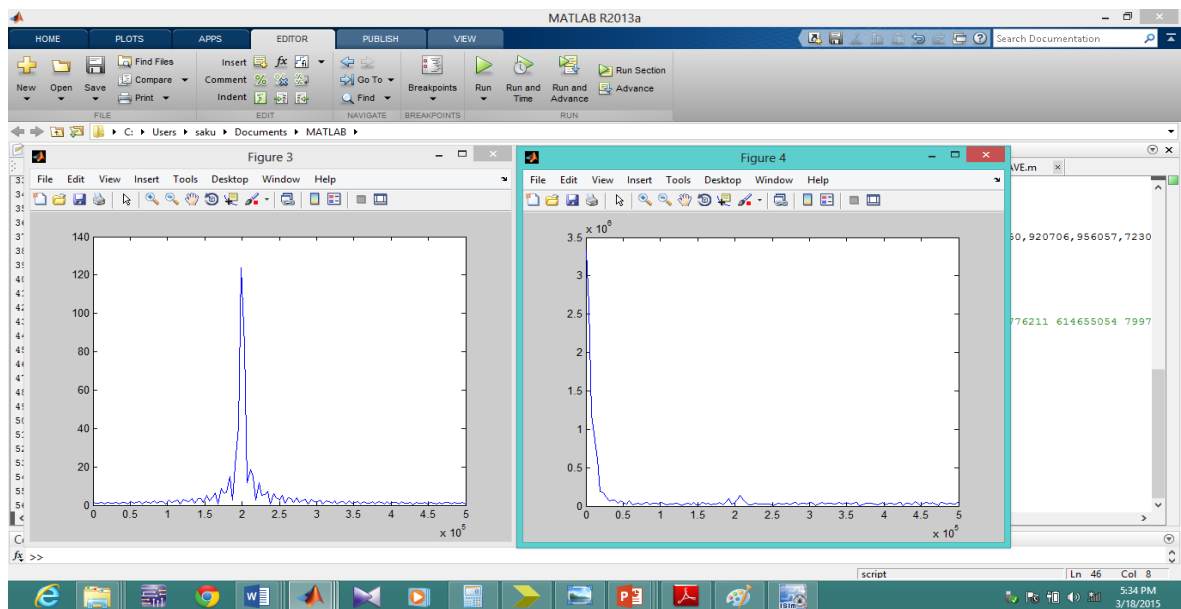 MATLAB R2013a
HOME PLOTS APPS EDITOR PUBLISH VIEW Search Documentation
New Open Save Find Files Compare Print Insert fx Comment Indent Go To Find Breakpoints Run Run and Time Run and Advance Run Section Advance
FILE EDIT NAVIGATE BREAKPOINTS RUN
C: Users saku Documents MATLAB
Figure 3
File Edit View Insert Tools Desktop Window Help
140
120
100
80
60
40
20
0
0 0.5 1 1.5 2 2.5 3 3.5 4 4.5 5
x 10^5
Figure 4
File Edit View Insert Tools Desktop Window Help
x 10^6
3.5
3
2.5
2
1.5
1
0.5
0
0 0.5 1 1.5 2 2.5 3 3.5 4 4.5 5
x 10^5
AVE.m
50,920706,956057,7230
776211 614655054 7997
fx >>
script Ln 46 Col 8
5:34 PM
3/18/2015